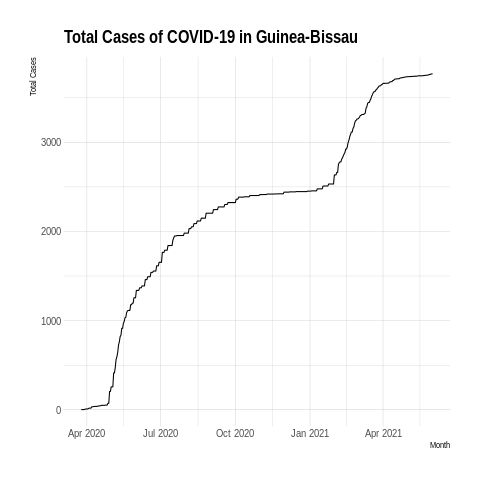 Total Cases of COVID-19 in Guinea-Bissau
Total Cases
3000
2000
1000
0
Apr 2020 Jul 2020 Oct 2020 Jan 2021 Apr 2021
Month